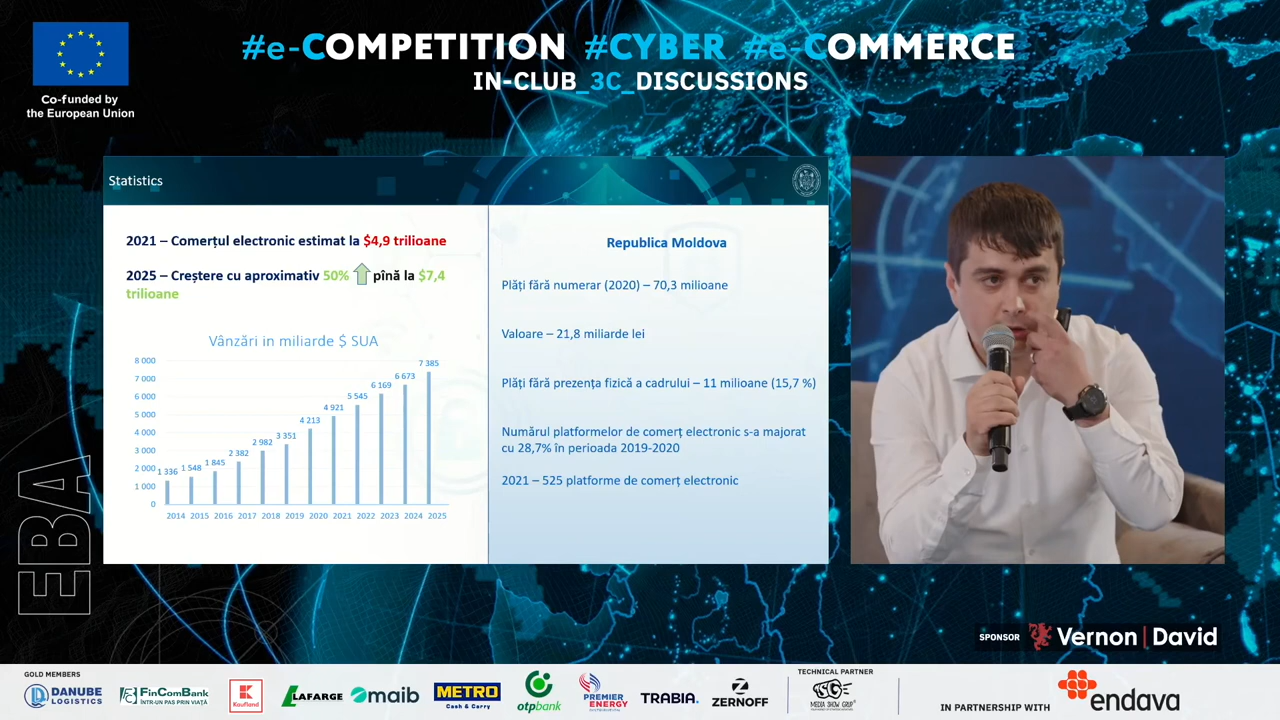 #e-COMPETITION #CYBER #e-COMMERCE
IN-CLUB_3C_DISCUSSIONS
Co-funded by
the European Union
Statistics
2021 – Comerțul electronic estimat la $4,9 trilioane
2025 – Creștere cu aproximativ 50% pînă la $7,4
trilioane
Vânzări in miliarde $ SUA
8 000
7 000
6 000
5 000
4 000
3 000
2 000
1 000
0
1 336
1 548
1 845
2 382
2 982
3 351
4 213
4 921
5 545
6 169
6 673
7 385
2014 2015 2016 2017 2018 2019 2020 2021 2022 2023 2024 2025
Republica Moldova
Plăți fără numerar (2020) – 70,3 milioane
Valoare – 21,8 miliarde lei
Plăți fără prezența fizică a cadrului – 11 milioane (15,7 %)
Numărul platformelor de comerț electronic s-a majorat
cu 28,7% în perioada 2019-2020
2021 – 525 platforme de comerț electronic
EBA
SPONSOR Vernon | David
GOLD MEMBERS
DANUBE
LOGISTICS
FinComBank
ÎNTR-UN PAS PRIN VIAȚĂ
Kaufland
LAFARGE
maib
METRO
Cash & Carry
otpbank
PREMIER
ENERGY
TRABIA
ZERNOFF
TECHNICAL PARTNER
MEDIA SHOW GRUP
IN PARTNERSHIP WITH
endava